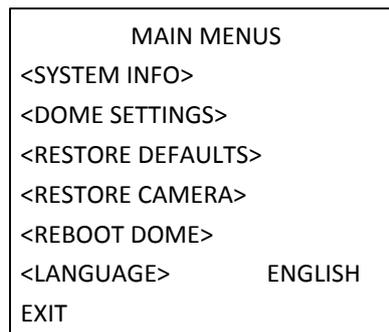 MAIN MENUS
<SYSTEM INFO>
<DOME SETTINGS>
<RESTORE DEFAULTS>
<RESTORE CAMERA>
<REBOOT DOME>
<LANGUAGE> ENGLISH
EXIT